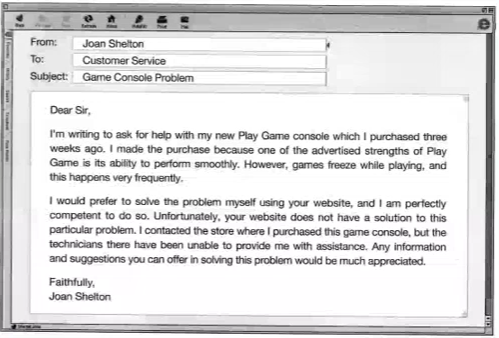 From: Joan Shelton
To: Customer Service
Subject: Game Console Problem
Dear Sir,
I'm writing to ask for help with my new Play Game console which I purchased three
weeks ago. I made the purchase because one of the advertised strengths of Play
Game is its ability to perform smoothly. However, games freeze while playing, and
this happens very frequently.
I would prefer to solve the problem myself using your website, and I am perfectly
competent to do so. Unfortunately, your website does not have a solution to this
particular problem. I contacted the store where I purchased this game console, but the
technicians there have been unable to provide me with assistance. Any information
and suggestions you can offer in solving this problem would be much appreciated.
Faithfully,
Joan Shelton